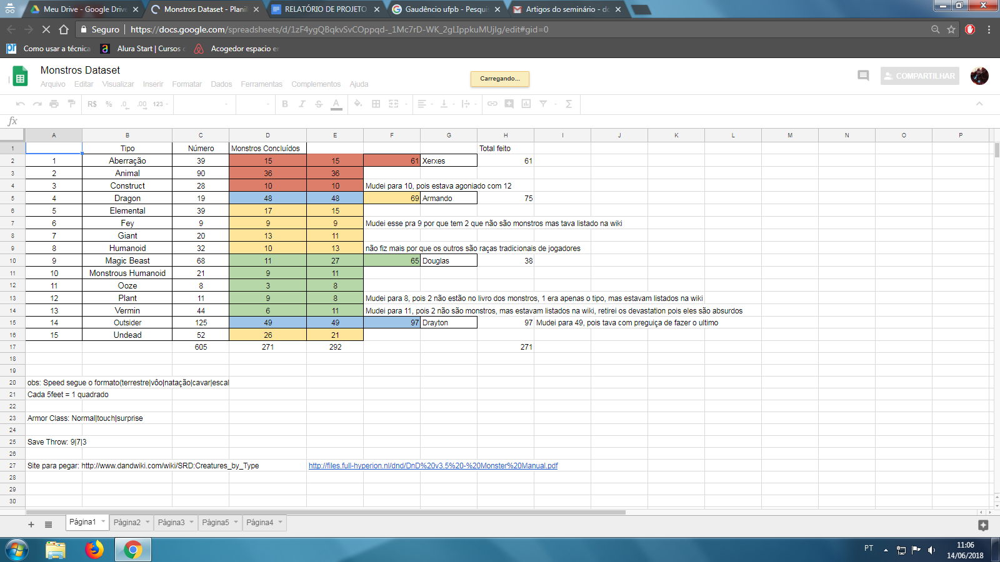 Meu Drive - Google Drive
Monstros Dataset - Planil
RELATÓRIO DE PROJETO
Gaudêncio ufpb - Pesquis
Artigos do seminário - do
Seguro | https://docs.google.com/spreadsheets/d/1zF4ygQBqkvSvCOppqd-_1Mc7rD-WK_2gLIppkuMUjIg/edit#gid=0
Como usar a técnica
Alura Start | Cursos
Acogedor espacio en
Monstros Dataset
Arquivo Editar Visualizar Inserir Formatar Dados Ferramentas Complementos Ajuda
Carregando...
COMPARTILHAR
R$ % .0 .00 123
B I S A
fx
A B C D E F G H I J K L M N O P
1 Tipo Número Monstros Concluídos Total feito
2 1 Aberração 39 15 15 61 Xerxes 61
3 2 Animal 90 36 36
4 3 Construct 28 10 10 Mudei para 10, pois estava agoniado com 12
5 4 Dragon 19 48 48 69 Armando 75
6 5 Elemental 39 17 15
7 6 Fey 9 9 9 Mudei esse pra 9 por que tem 2 que não são monstros mas tava listado na wiki
8 7 Giant 20 13 11
9 8 Humanoid 32 10 13 não fiz mais por que os outros são raças tradicionais de jogadores
10 9 Magic Beast 68 11 27 65 Douglas 38
11 10 Monstrous Humanoid 21 9 11
12 11 Ooze 8 3 8
13 12 Plant 11 9 8 Mudei para 8, pois 2 não estão no livro dos monstros, 1 era apenas o tipo, mas estavam listados na wiki
14 13 Vermin 44 6 11 Mudei para 11, pois 2 não são monstros, mas estavam listados na wiki, retirei os devastation pois eles são absurdos
15 14 Outsider 125 49 49 97 Drayton 97 Mudei para 49, pois tava com preguiça de fazer o ultimo
16 15 Undead 52 26 21
17 605 271 292 271
18
19
20 obs: Speed segue o formato(terrestre|vôo|natação|cavar|escal
21 Cada 5feet = 1 quadrado
22
23 Armor Class: Normal|touch|surprise
24
25 Save Throw: 9|7|3
26
27 Site para pegar: http://www.dandwiki.com/wiki/SRD:Creatures_by_Type http://files.full-hyperion.nl/dnd/DnD%20v3.5%20-%20Monster%20Manual.pdf
28
29
30
Página1 Página2 Página3 Página5 Página4
PT
11:06
14/06/2018